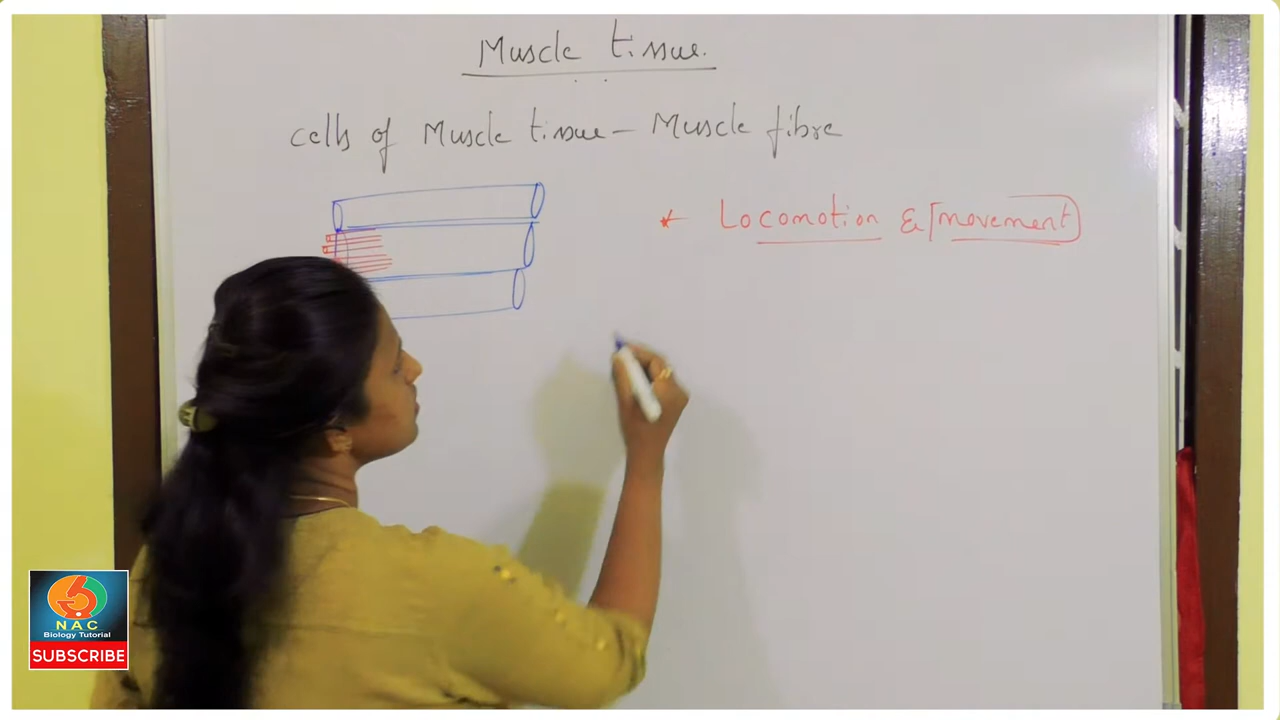 Muscle tissue.
cells of Muscle tissue - Muscle fibre
* Locomotion & movement
NAC
Biology Tutorial
SUBSCRIBE